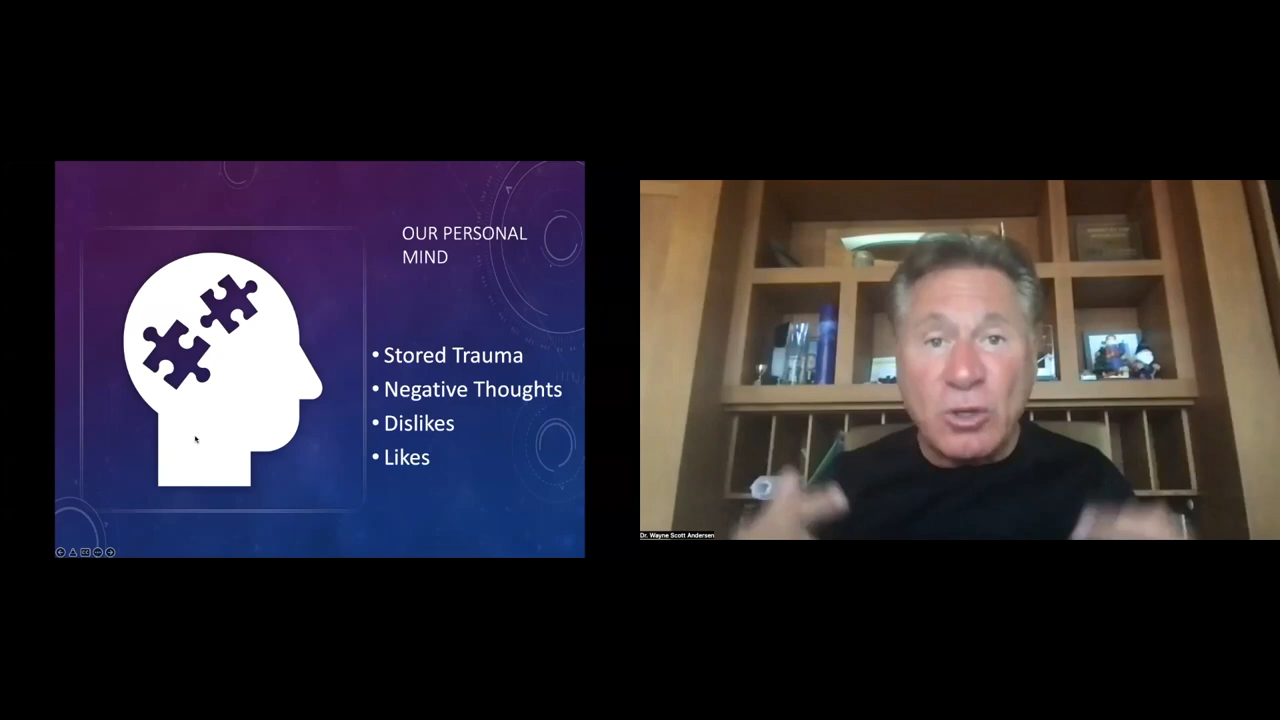 OUR PERSONAL
MIND
• Stored Trauma
• Negative Thoughts
• Dislikes
• Likes
Dr. Wayne Scott Andersen